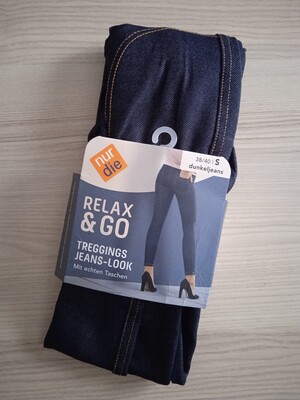 nur
die
38/40 | S
dunkeljeans
RELAX
& GO
TREGGINGS
JEANS-LOOK
Mit echten Taschen